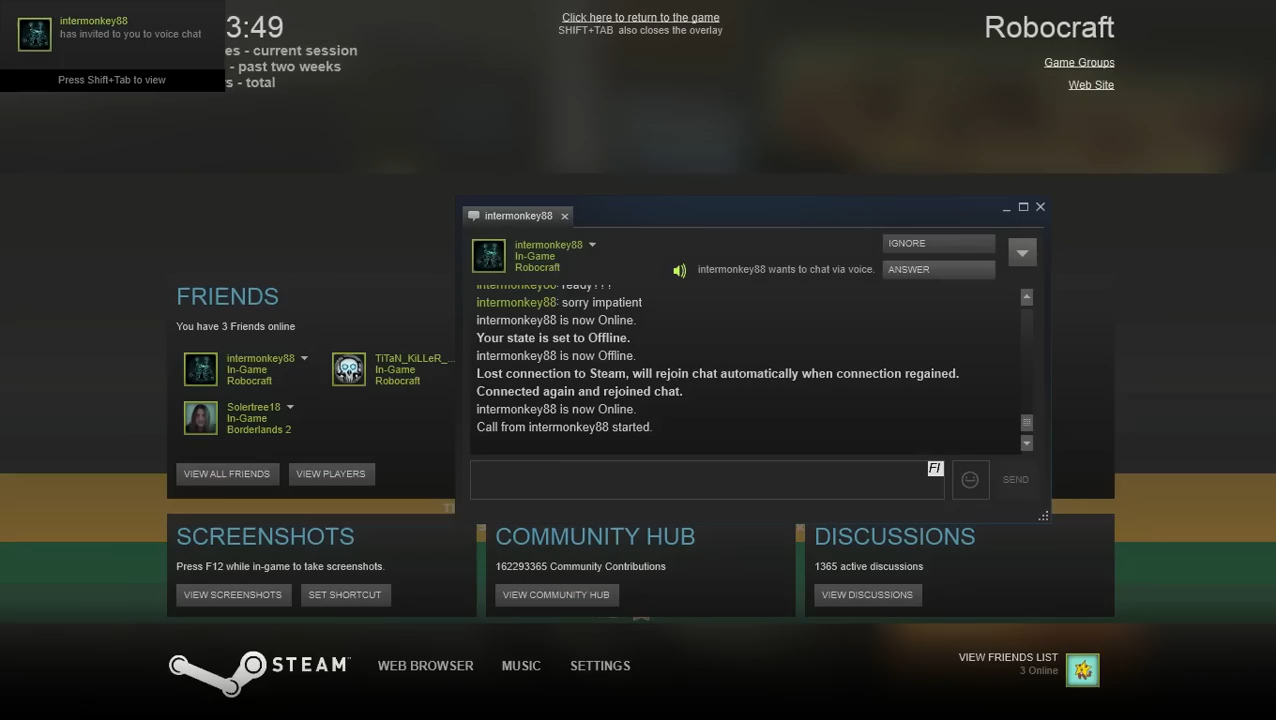 intermonkey88
has invited to you to voice chat
Press Shift+Tab to view
3:49
es - current session
- past two weeks
s - total
Click here to return to the game
SHIFT+TAB also closes the overlay
Robocraft
Game Groups
Web Site
intermonkey88
intermonkey88
In-Game
Robocraft
intermonkey88 wants to chat via voice.
IGNORE
ANSWER
intermonkey88: ready???
intermonkey88: sorry impatient
intermonkey88 is now Online.
Your state is set to Offline.
intermonkey88 is now Offline.
Lost connection to Steam, will rejoin chat automatically when connection regained.
Connected again and rejoined chat.
intermonkey88 is now Online.
Call from intermonkey88 started.
FI
SEND
FRIENDS
You have 3 Friends online
intermonkey88
In-Game
Robocraft
TiTaN_KiLLeR_...
In-Game
Robocraft
Solertree18
In-Game
Borderlands 2
VIEW ALL FRIENDS
VIEW PLAYERS
SCREENSHOTS
Press F12 while in-game to take screenshots.
VIEW SCREENSHOTS
SET SHORTCUT
COMMUNITY HUB
162293365 Community Contributions
VIEW COMMUNITY HUB
DISCUSSIONS
1365 active discussions
VIEW DISCUSSIONS
STEAM™
WEB BROWSER
MUSIC
SETTINGS
VIEW FRIENDS LIST
3 Online